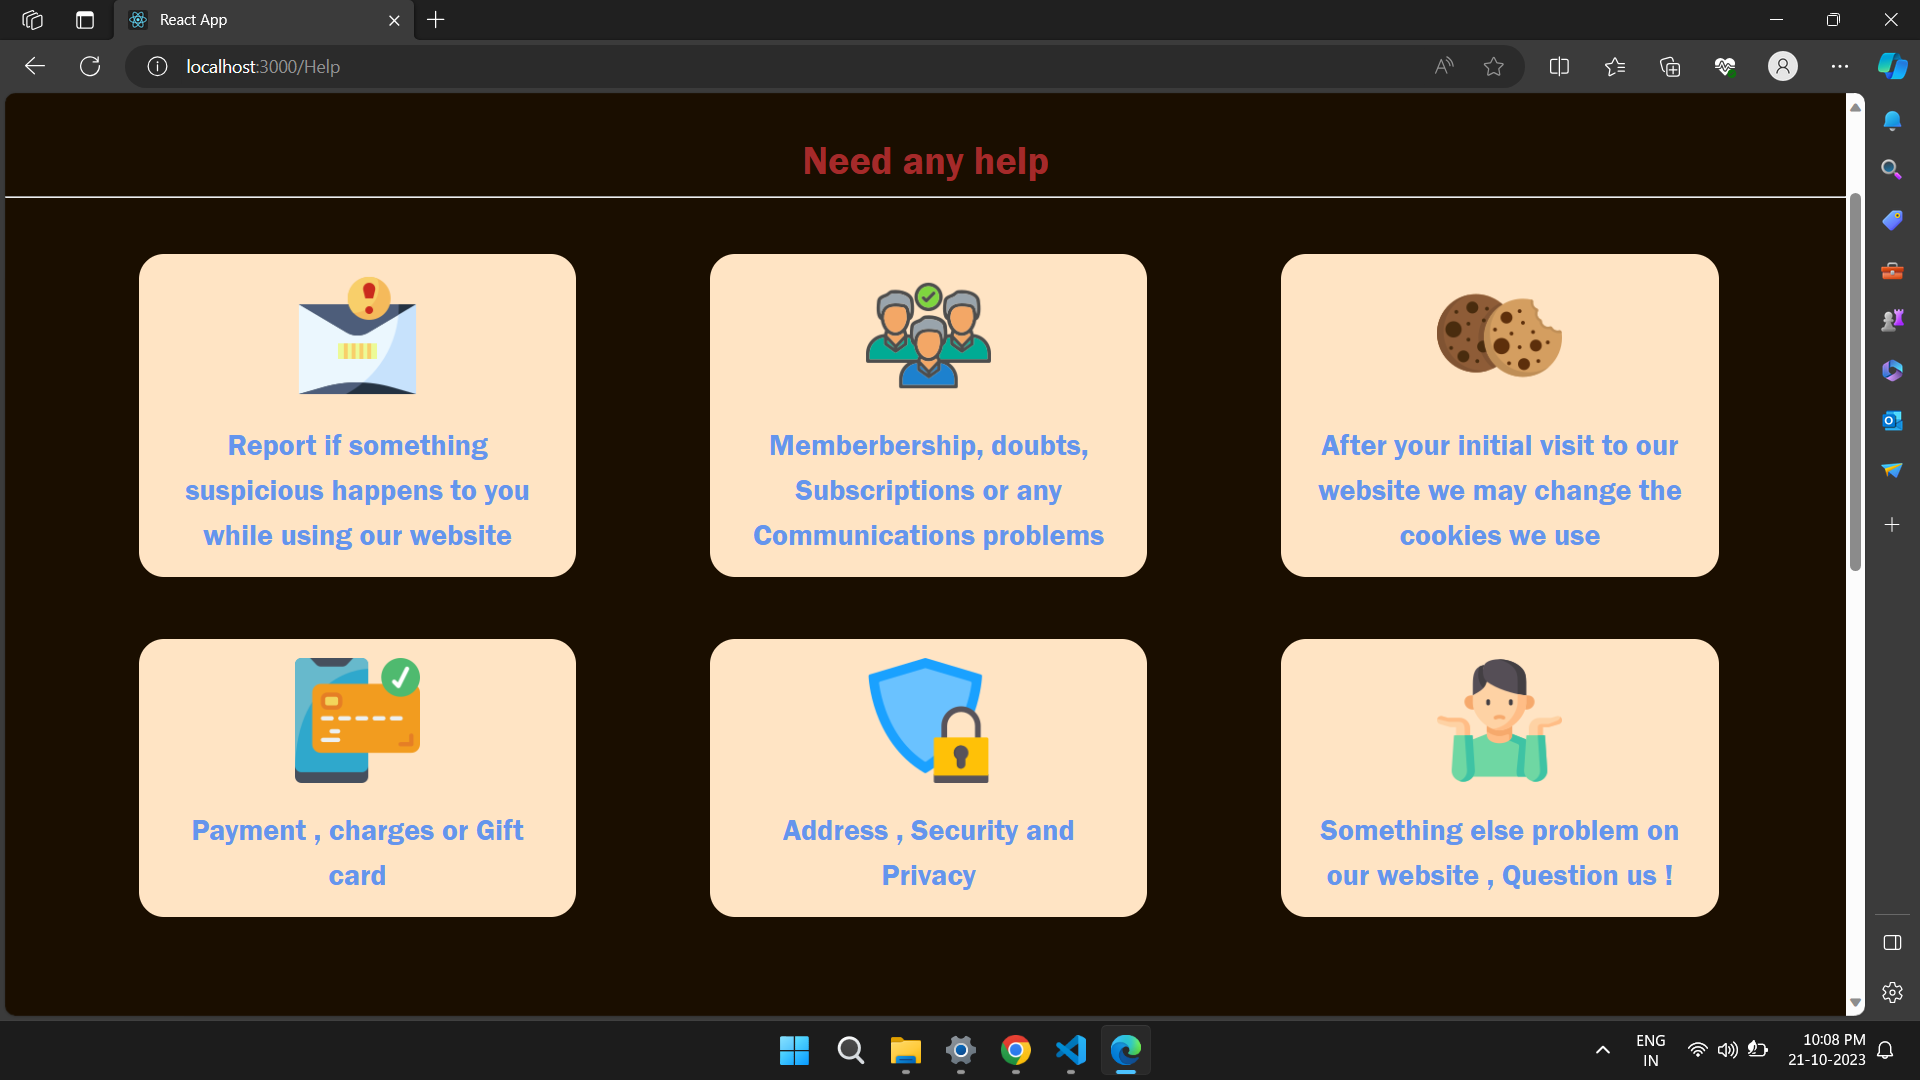 React App
localhost:3000/Help
Need any help
Report if something
suspicious happens to you
while using our website
Memberbership, doubts,
Subscriptions or any
Communications problems
After your initial visit to our
website we may change the
cookies we use
Payment , charges or Gift
card
Address , Security and
Privacy
Something else problem on
our website , Question us !
ENG
IN
10:08 PM
21-10-2023